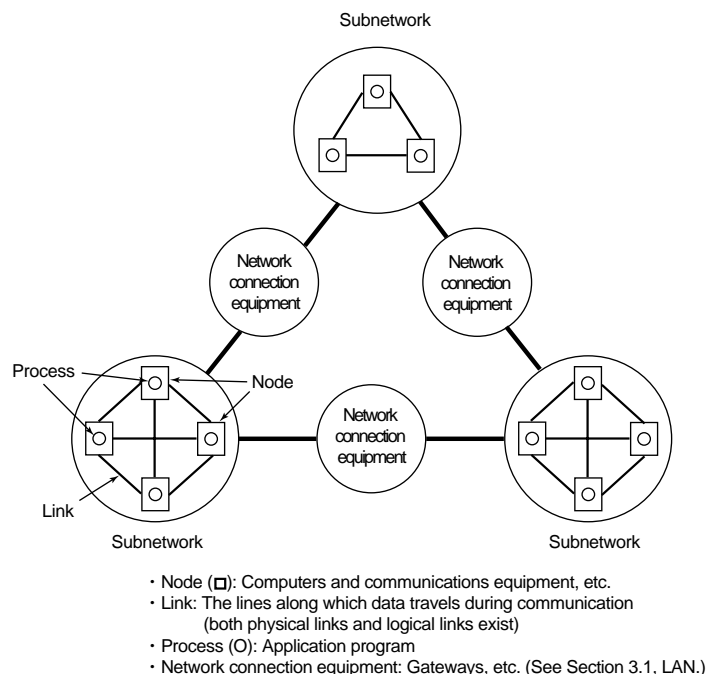 Subnetwork
Network
connection
equipment
Network
connection
equipment
Process
Node
Network
connection
equipment
Link
Subnetwork
Subnetwork
・Node (□): Computers and communications equipment, etc.
・Link: The lines along which data travels during communication
(both physical links and logical links exist)
・Process (O): Application program
・Network connection equipment: Gateways, etc. (See Section 3.1, LAN.)